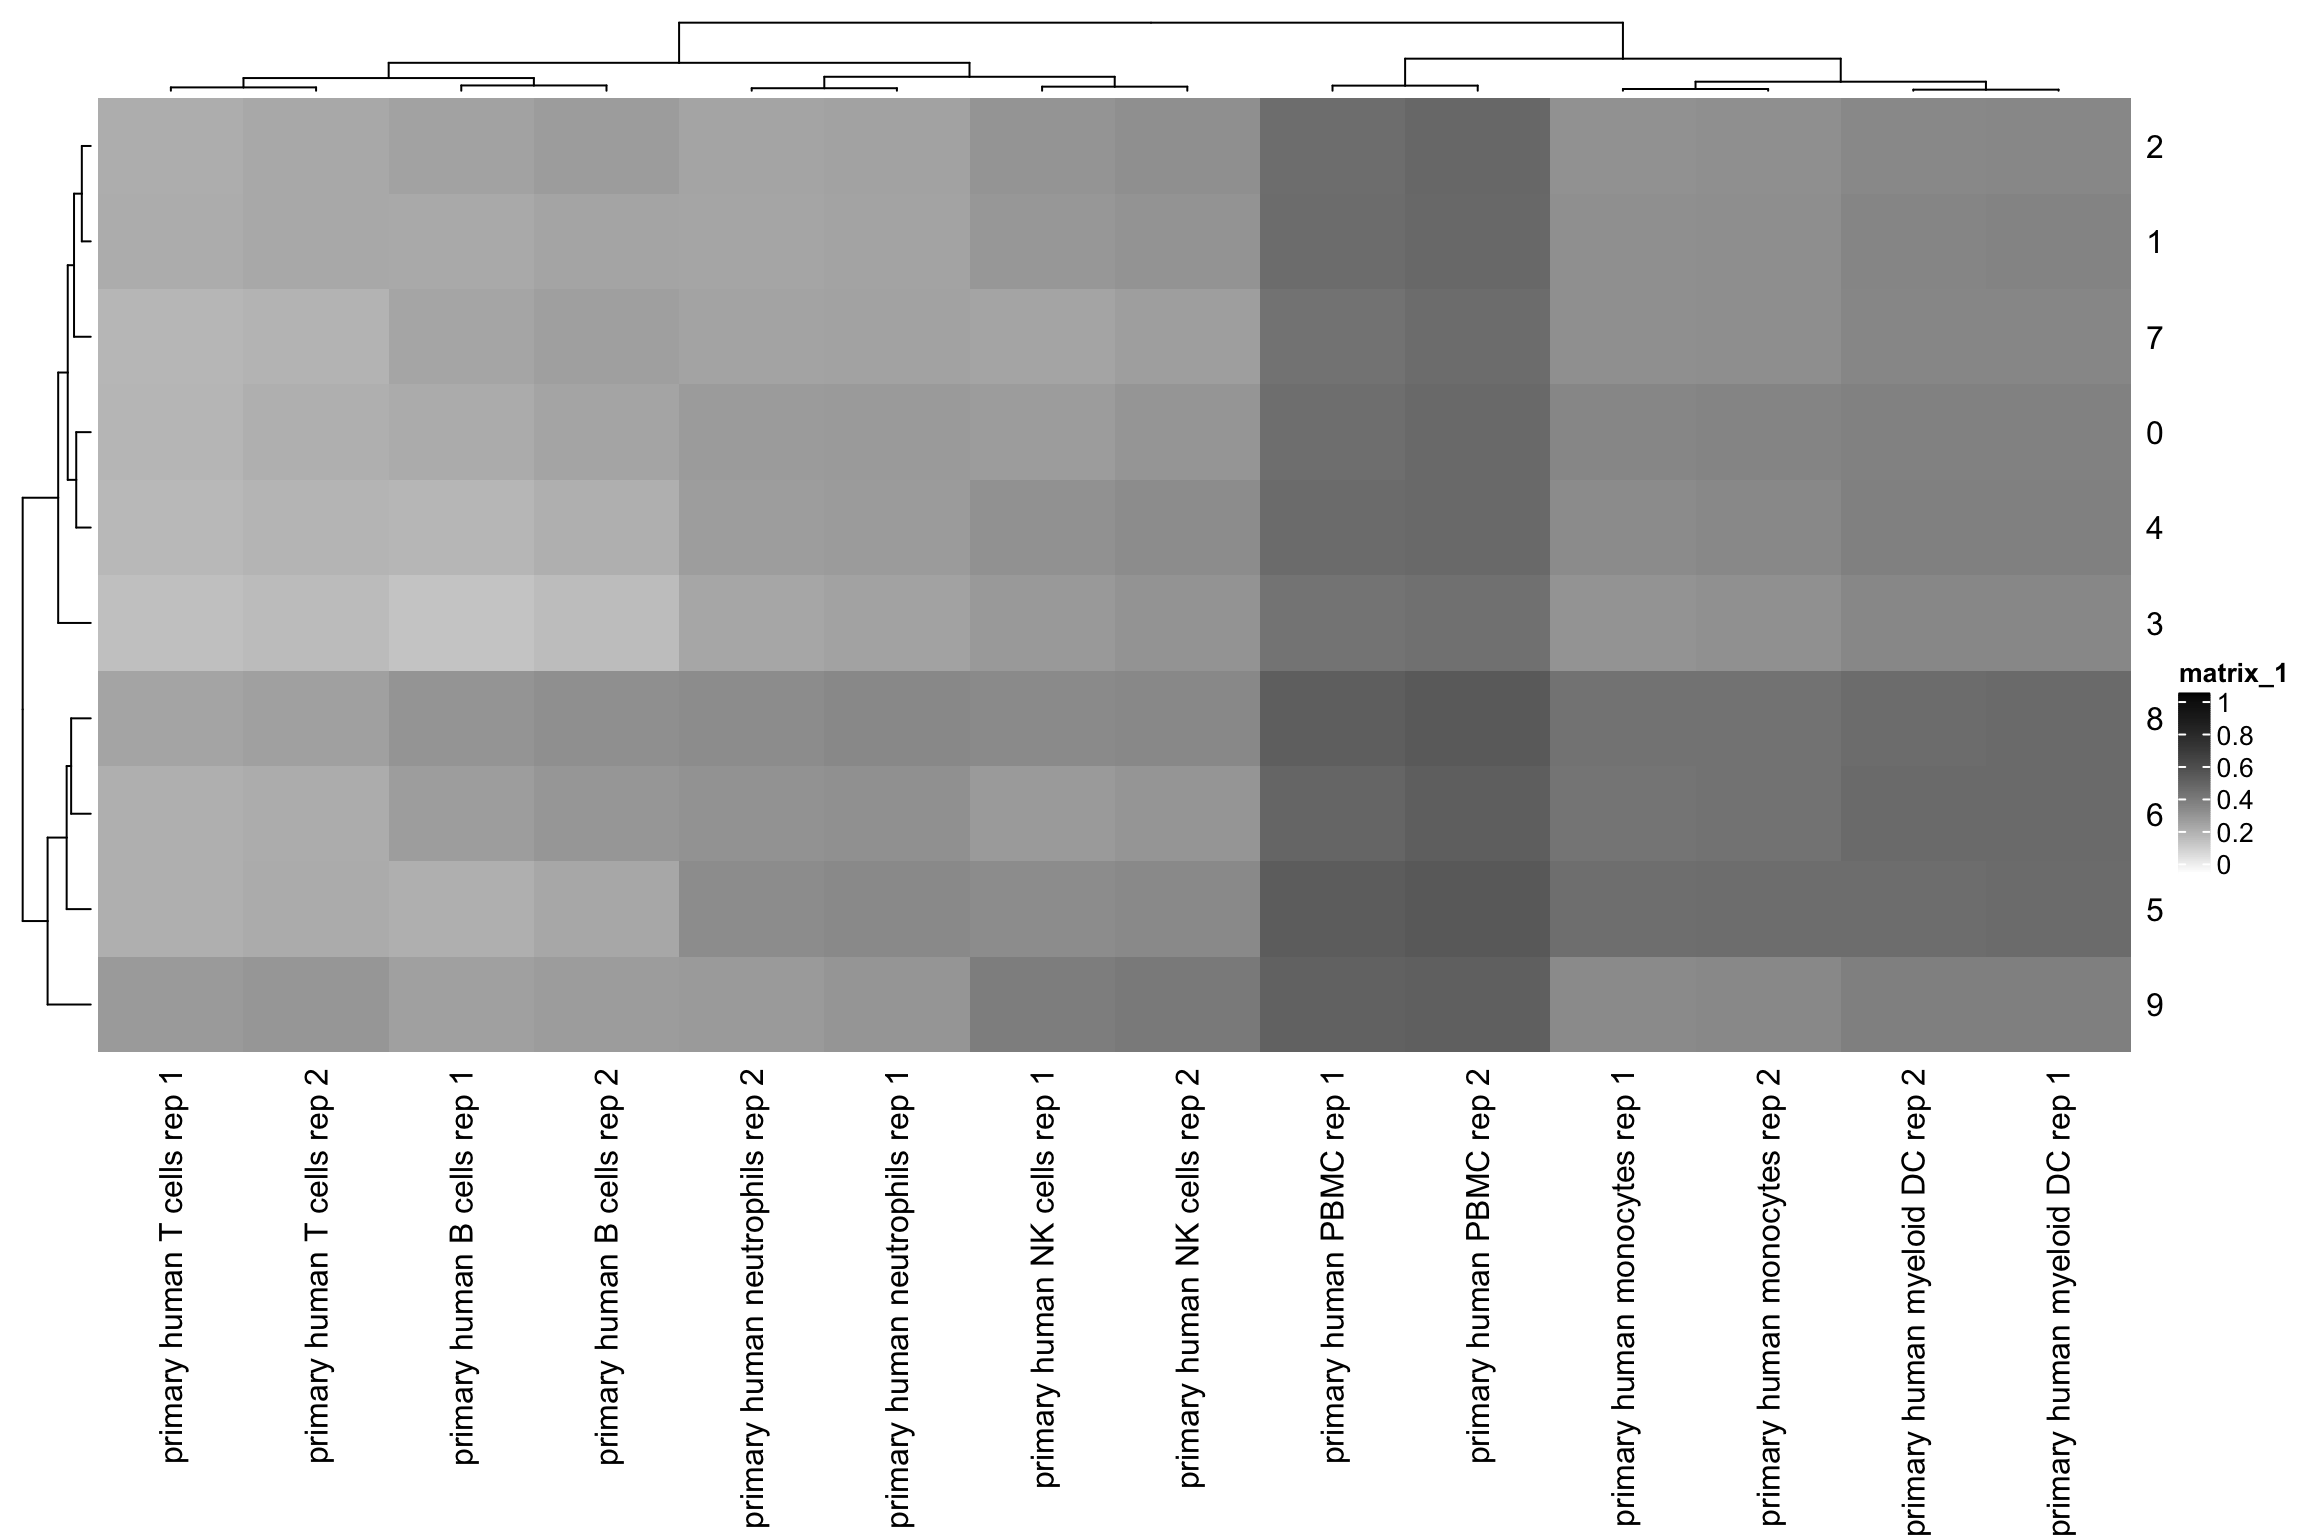 2
1
7
0
4
3
8
6
5
9
matrix_1
1
0.8
0.6
0.4
0.2
0
primary human T cells rep 1
primary human T cells rep 2
primary human B cells rep 1
primary human B cells rep 2
primary human neutrophils rep 2
primary human neutrophils rep 1
primary human NK cells rep 1
primary human NK cells rep 2
primary human PBMC rep 1
primary human PBMC rep 2
primary human monocytes rep 1
primary human monocytes rep 2
primary human myeloid DC rep 2
primary human myeloid DC rep 1